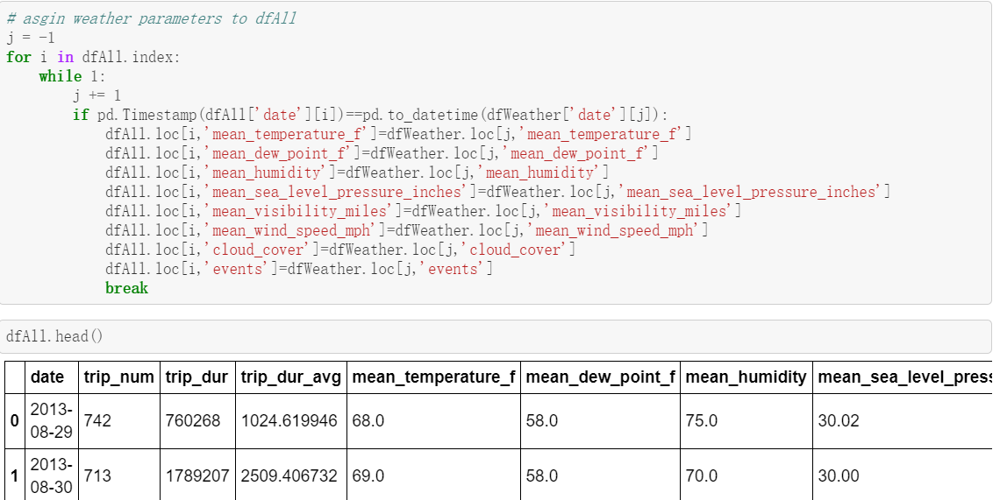 # asgin weather parameters to dfAll
j = -1
for i in dfAll.index:
    while 1:
        j += 1
        if pd.Timestamp(dfAll['date'][i])==pd.to_datetime(dfWeather['date'][j]):
            dfAll.loc[i,'mean_temperature_f']=dfWeather.loc[j,'mean_temperature_f']
            dfAll.loc[i,'mean_dew_point_f']=dfWeather.loc[j,'mean_dew_point_f']
            dfAll.loc[i,'mean_humidity']=dfWeather.loc[j,'mean_humidity']
            dfAll.loc[i,'mean_sea_level_pressure_inches']=dfWeather.loc[j,'mean_sea_level_pressure_inches']
            dfAll.loc[i,'mean_visibility_miles']=dfWeather.loc[j,'mean_visibility_miles']
            dfAll.loc[i,'mean_wind_speed_mph']=dfWeather.loc[j,'mean_wind_speed_mph']
            dfAll.loc[i,'cloud_cover']=dfWeather.loc[j,'cloud_cover']
            dfAll.loc[i,'events']=dfWeather.loc[j,'events']
            break
dfAll.head()
date trip_num trip_dur trip_dur_avg mean_temperature_f mean_dew_point_f mean_humidity mean_sea_level_press
0 2013-08-29 742 760268 1024.619946 68.0 58.0 75.0 30.02
1 2013-08-30 713 1789207 2509.406732 69.0 58.0 70.0 30.00